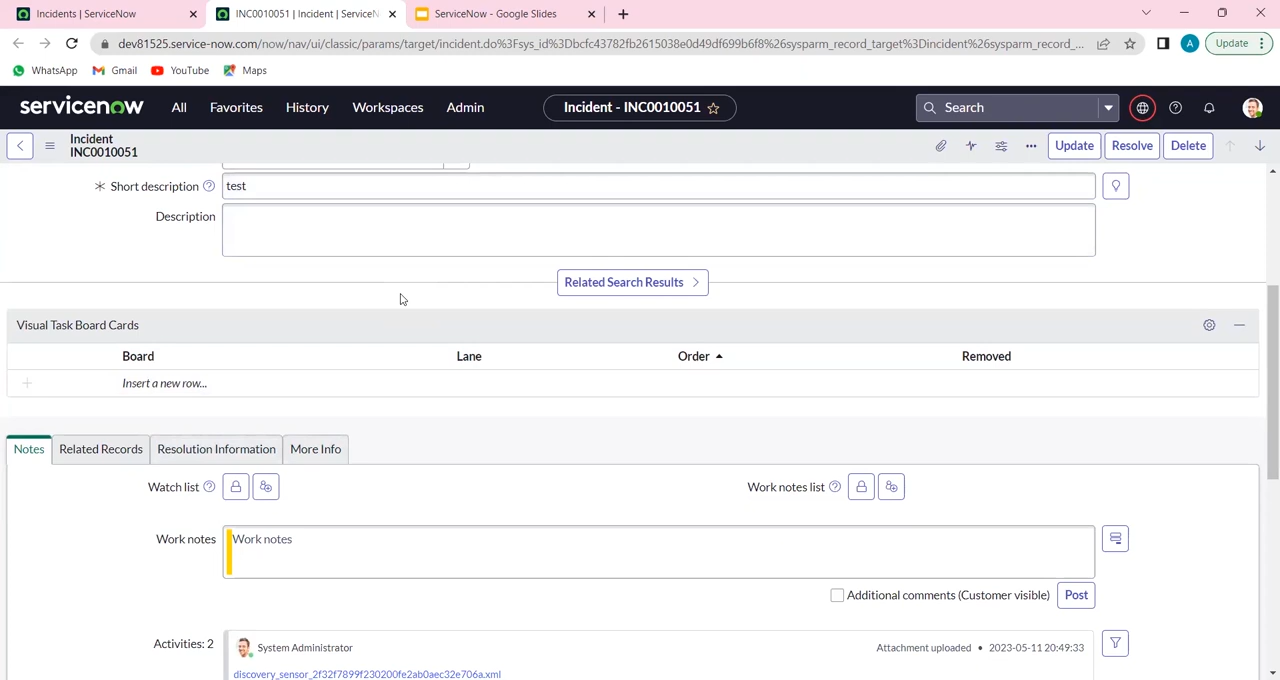 Incidents | ServiceNow
INC0010051 | Incident | ServiceN
ServiceNow - Google Slides
dev81525.service-now.com/now/nav/ui/classic/params/target/incident.do%3Fsys_id%3Dbcfc43782fb2615038e0d49df699b6f8%26sysparm_record_target%3Dincident%26sysparm_record_...
A
Update
WhatsApp
Gmail
YouTube
Maps
servicenow
All
Favorites
History
Workspaces
Admin
Incident - INC0010051
Search
Incident
INC0010051
Update
Resolve
Delete
Short description
test
Description
Related Search Results
Visual Task Board Cards
Board
Lane
Order
Removed
Insert a new row...
Notes
Related Records
Resolution Information
More Info
Watch list
Work notes list
Work notes
Work notes
Additional comments (Customer visible)
Post
Activities: 2
System Administrator
Attachment uploaded • 2023-05-11 20:49:33
discovery_sensor_2f32f7899f230200fe2ab0aec32e706a.xml